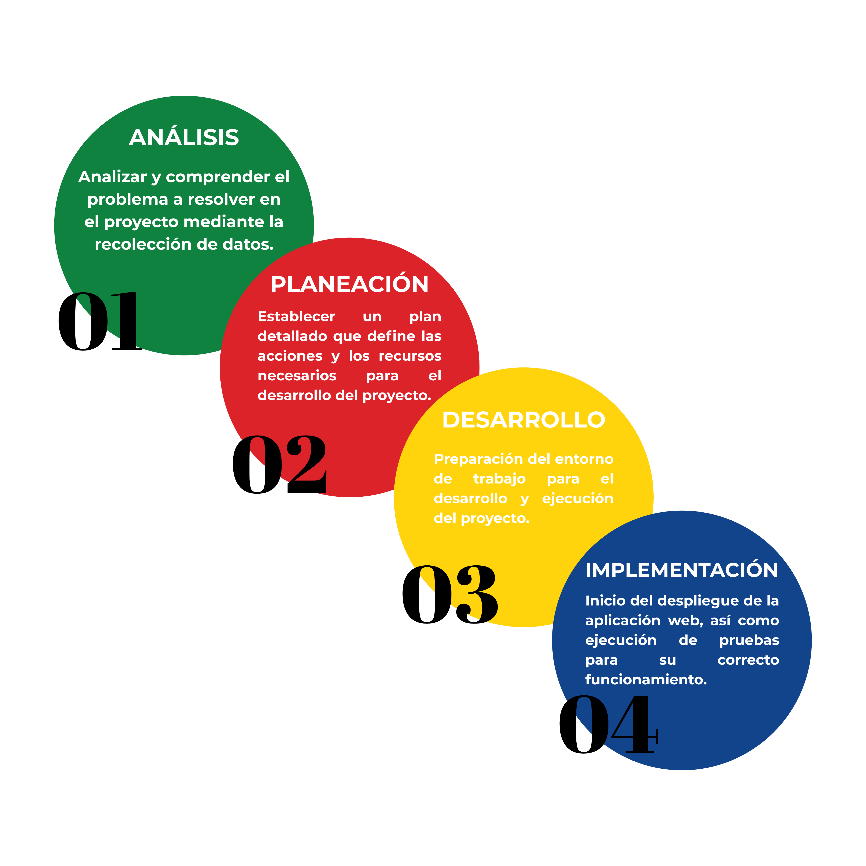 ANÁLISIS
Analizar y comprender el
problema a resolver en
el proyecto mediante la
recolección de datos.
01
PLANEACIÓN
Establecer un plan
detallado que define las
acciones y los recursos
necesarios para el
desarrollo del proyecto.
02
DESARROLLO
Preparación del entorno
de trabajo para el
desarrollo y ejecución
del proyecto.
03
IMPLEMENTACIÓN
Inicio del despliegue de la
aplicación web, así como
ejecución de pruebas
para su correcto
funcionamiento.
04